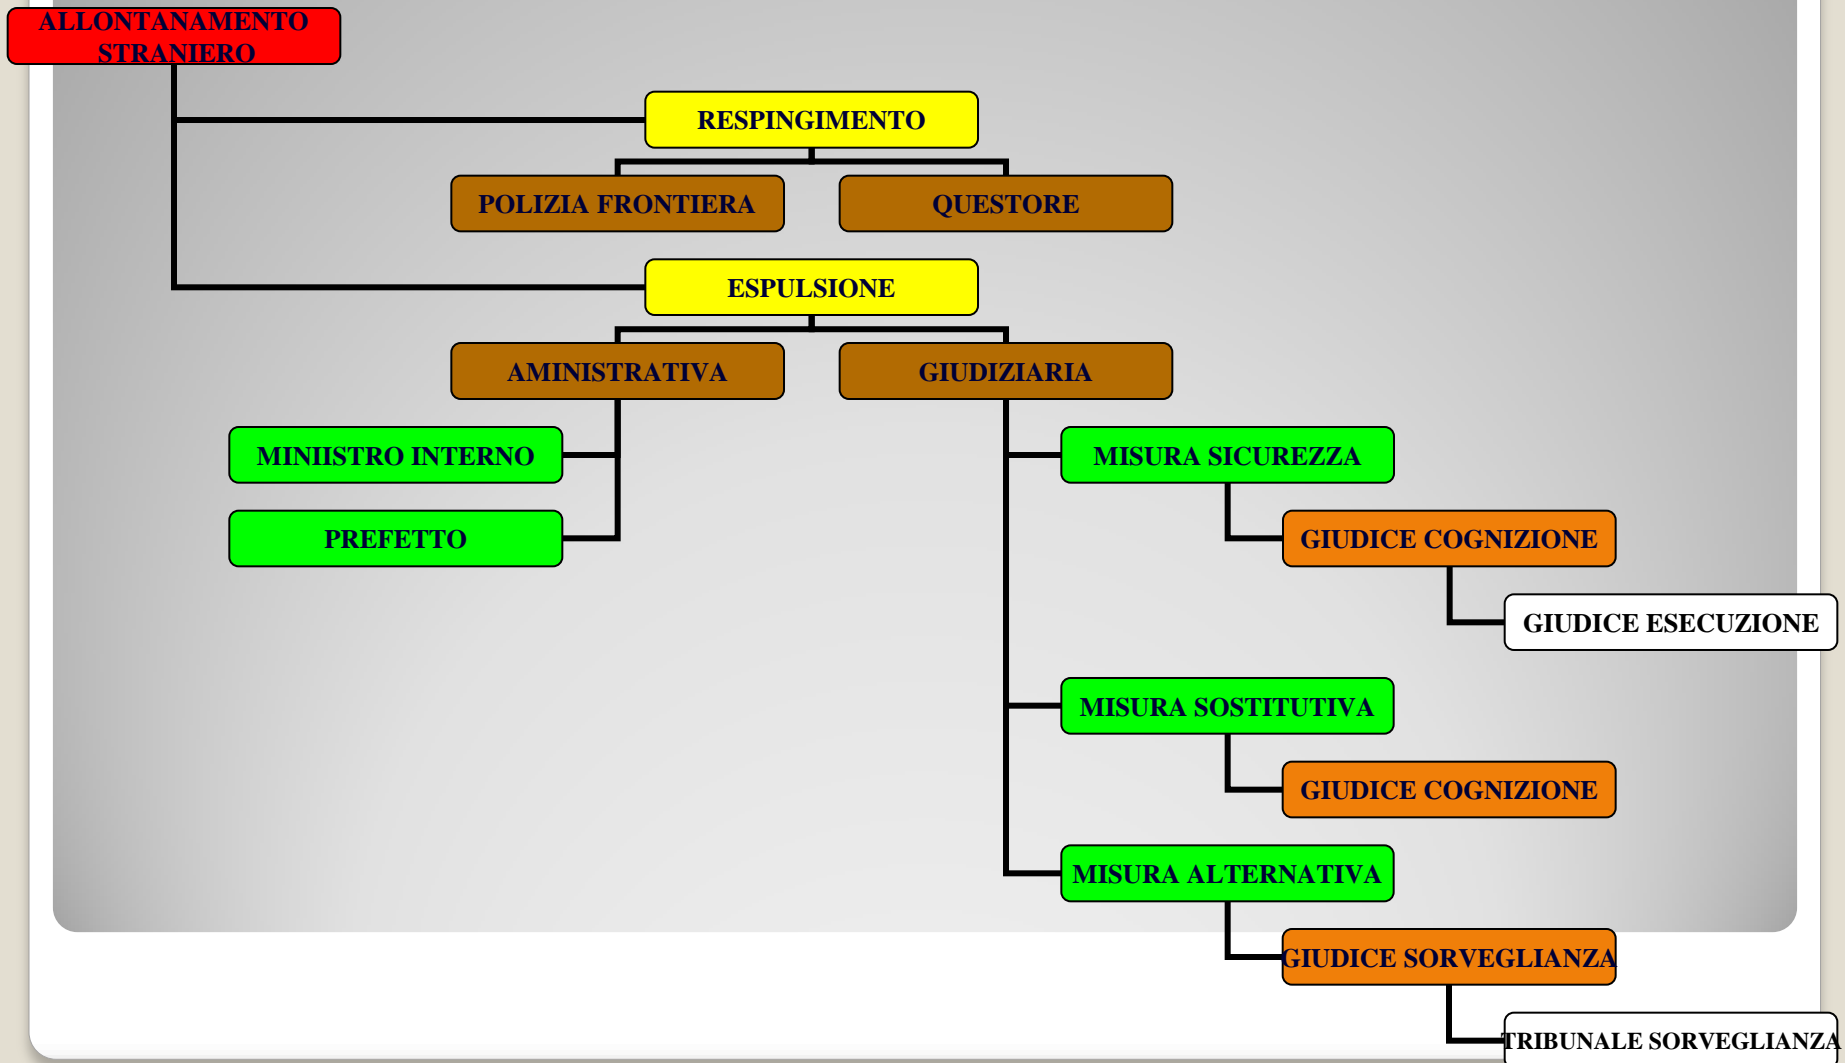 ALLONTANAMENTO
STRANIERO
RESPINGIMENTO
POLIZIA FRONTIERA
QUESTORE
ESPULSIONE
AMINISTRATIVA
GIUDIZIARIA
MINIISTRO INTERNO
MISURA SICUREZZA
PREFETTO
GIUDICE COGNIZIONE
GIUDICE ESECUZIONE
MISURA SOSTITUTIVA
GIUDICE COGNIZIONE
MISURA ALTERNATIVA
GIUDICE SORVEGLIANZA
TRIBUNALE SORVEGLIANZA